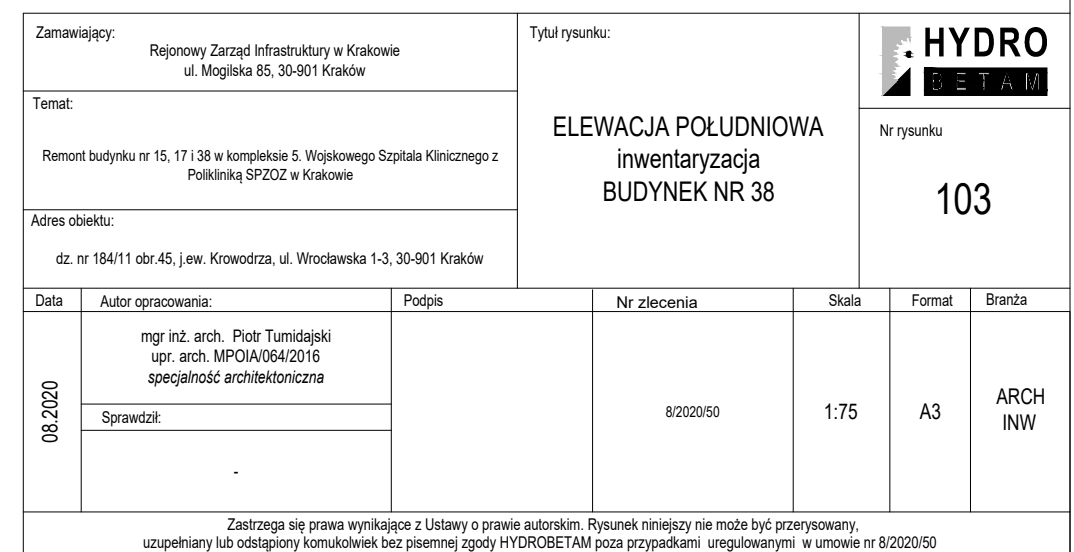 Zamawiający:
Rejonowy Zarząd Infrastruktury w Krakowie
ul. Mogilska 85, 30-901 Kraków
Temat:
Remont budynku nr 15, 17 i 38 w kompleksie 5. Wojskowego Szpitala Klinicznego z
Polikliniką SPZOZ w Krakowie
Adres obiektu:
dz. nr 184/11 obr.45, j.ew. Krowodrza, ul. Wrocławska 1-3, 30-901 Kraków
Tytuł rysunku:
ELEWACJA POŁUDNIOWA
inwentaryzacja
BUDYNEK NR 38
HYDRO
BETAM
Nr rysunku
103
Data
Autor opracowania:
Podpis
Nr zlecenia
Skala
Format
Branża
08.2020
mgr inż. arch. Piotr Tumidajski
upr. arch. MPOIA/064/2016
specjalność architektoniczna
Sprawdził:
-
8/2020/50
1:75
A3
ARCH
INW
Zastrzega się prawa wynikające z Ustawy o prawie autorskim. Rysunek niniejszy nie może być przerysowany,
uzupełniany lub odstąpiony komukolwiek bez pisemnej zgody HYDROBETAM poza przypadkami uregulowanymi w umowie nr 8/2020/50